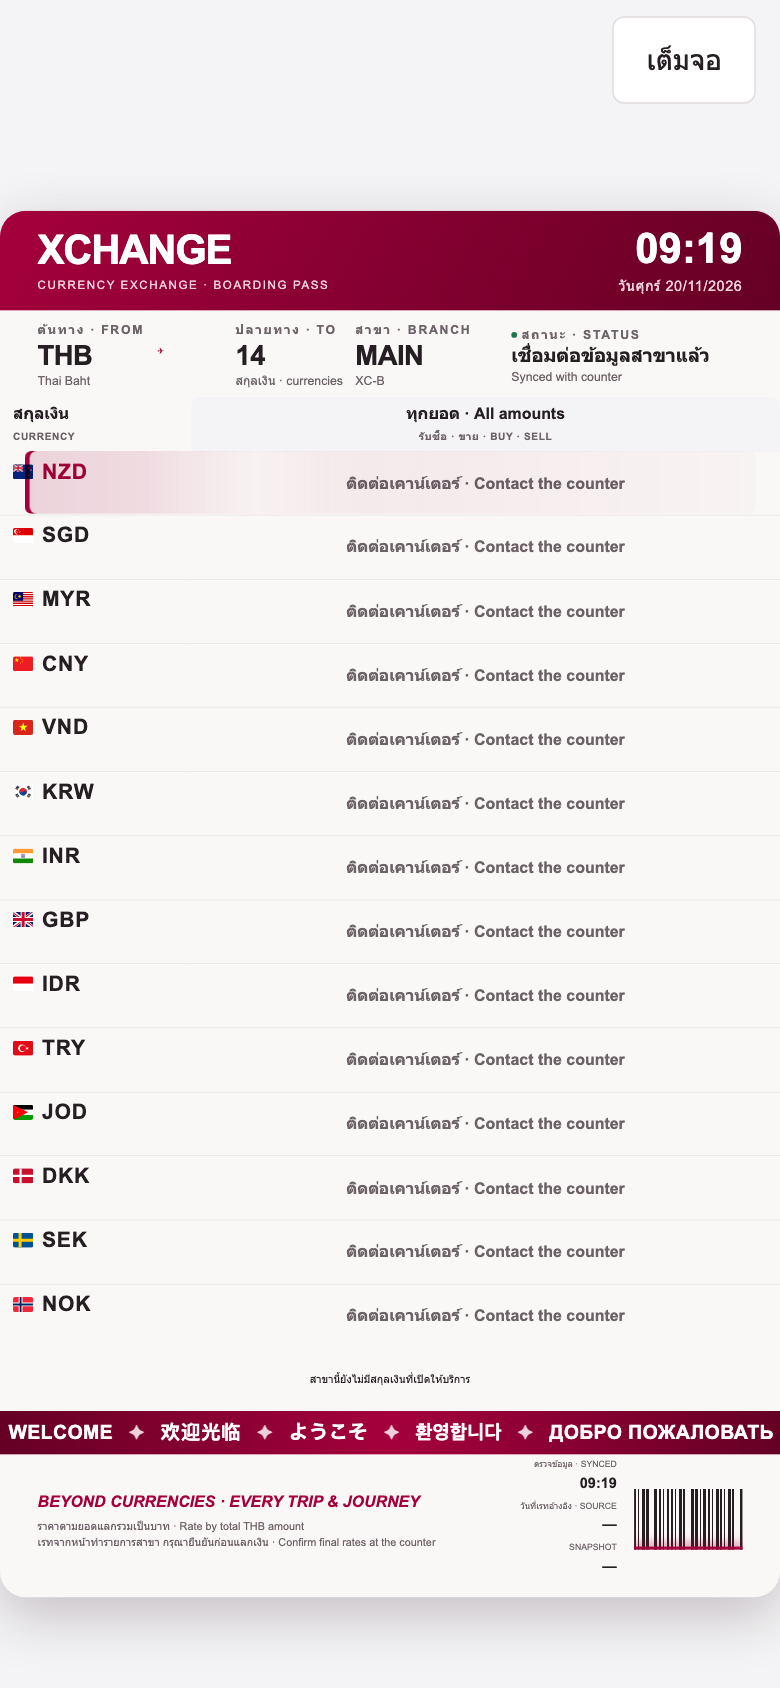 เต็มจอ
XCHANGE
CURRENCY EXCHANGE · BOARDING PASS
09:19
วันศุกร์ 20/11/2026
ต้นทาง · FROM
THB
Thai Baht
ปลายทาง · TO
14
สกุลเงิน · currencies
สาขา · BRANCH
MAIN
XC-B
สถานะ · STATUS
เชื่อมต่อข้อมูลสาขาแล้ว
Synced with counter
สกุลเงิน
CURRENCY
ทุกยอด · All amounts
รับซื้อ · ขาย · BUY · SELL
NZD ติดต่อเคาน์เตอร์ · Contact the counter
SGD ติดต่อเคาน์เตอร์ · Contact the counter
MYR ติดต่อเคาน์เตอร์ · Contact the counter
CNY ติดต่อเคาน์เตอร์ · Contact the counter
VND ติดต่อเคาน์เตอร์ · Contact the counter
KRW ติดต่อเคาน์เตอร์ · Contact the counter
INR ติดต่อเคาน์เตอร์ · Contact the counter
GBP ติดต่อเคาน์เตอร์ · Contact the counter
IDR ติดต่อเคาน์เตอร์ · Contact the counter
TRY ติดต่อเคาน์เตอร์ · Contact the counter
JOD ติดต่อเคาน์เตอร์ · Contact the counter
DKK ติดต่อเคาน์เตอร์ · Contact the counter
SEK ติดต่อเคาน์เตอร์ · Contact the counter
NOK ติดต่อเคาน์เตอร์ · Contact the counter
สาขานี้ยังไม่มีสกุลเงินที่เปิดให้บริการ
WELCOME ✦ 欢迎光临 ✦ ようこそ ✦ 환영합니다 ✦ ДОБРО ПОЖАЛОВАТЬ
BEYOND CURRENCIES · EVERY TRIP & JOURNEY
ราคาตามยอดแลกรวมเป็นบาท · Rate by total THB amount
เรทจากหน้าทำรายการสาขา กรุณายืนยันก่อนแลกเงิน · Confirm final rates at the counter
ตรวจข้อมูล · SYNCED
09:19
วันที่เรทอ้างอิง · SOURCE
—
SNAPSHOT
—